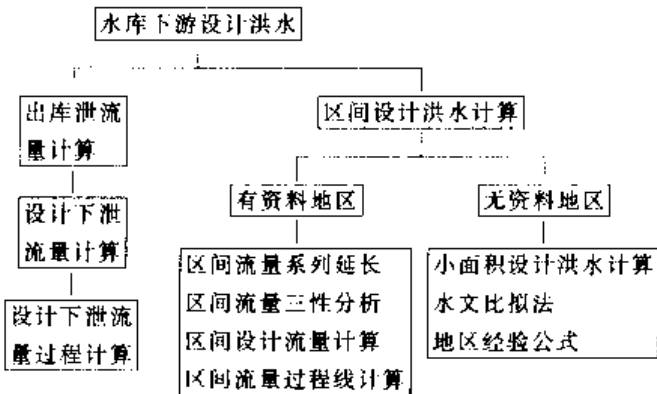 水库下游设计洪水
出库泄流
量计算
区间设计洪水计算
设计下泄
流量计算
有资料地区
无资料地区
设计下泄流
量过程计算
区间流量系列延长
区间流量三性分析
区间设计流量计算
区间流量过程线计算
小面积设计洪水计算
水文比拟法
地区经验公式